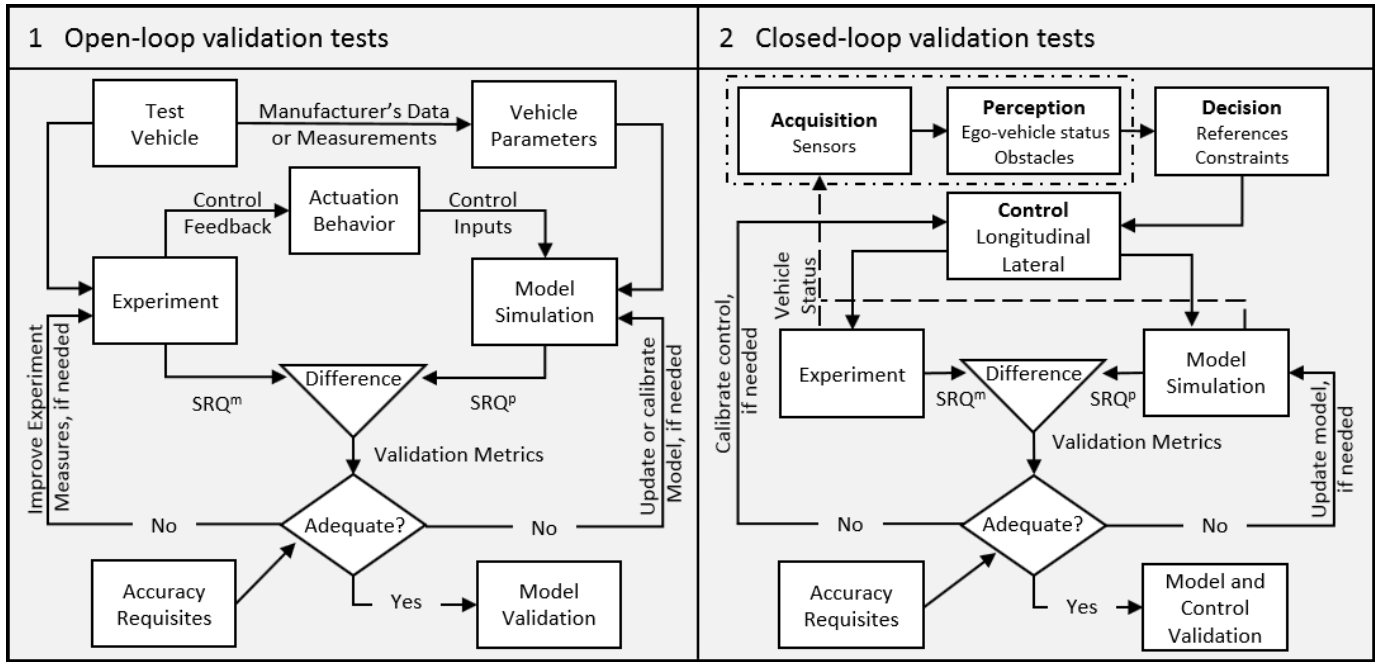 1 Open-loop validation tests
Test
Vehicle
Manufacturer's Data
or Measurements
Vehicle
Parameters
Control
Feedback
Actuation
Behavior
Control
Inputs
Experiment
Model
Simulation
Improve Experiment
Measures, if needed
Difference
SRQᵐ
SRQᵖ
Update or calibrate
Model, if needed
Validation Metrics
No
Adequate?
No
Accuracy
Requisites
Yes
Model
Validation
2 Closed-loop validation tests
Acquisition
Sensors
Perception
Ego-vehicle status
Obstacles
Decision
References
Constraints
Control
Longitudinal
Lateral
Vehicle
Status
Calibrate control,
if needed
Experiment
Difference
Model
Simulation
SRQᵐ
SRQᵖ
Update model,
if needed
Validation Metrics
No
Adequate?
No
Accuracy
Requisites
Yes
Model and
Control
Validation